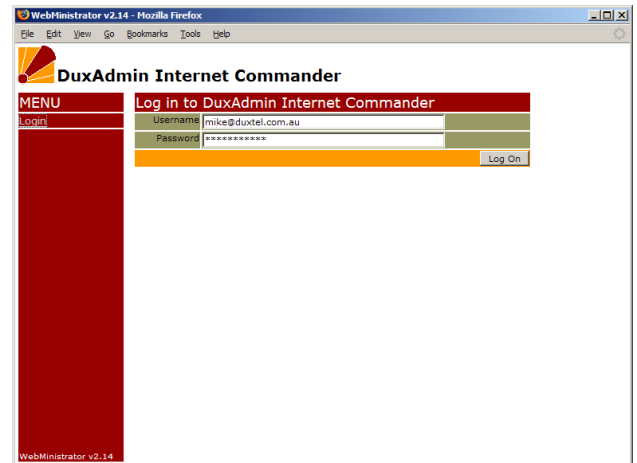 WebMinistrator v2.14 - Mozilla Firefox
File Edit View Go Bookmarks Tools Help
DuxAdmin Internet Commander
MENU
Login
Log in to DuxAdmin Internet Commander
Username mike@duxtel.com.au
Password ***********
Log On
WebMinistrator v2.14